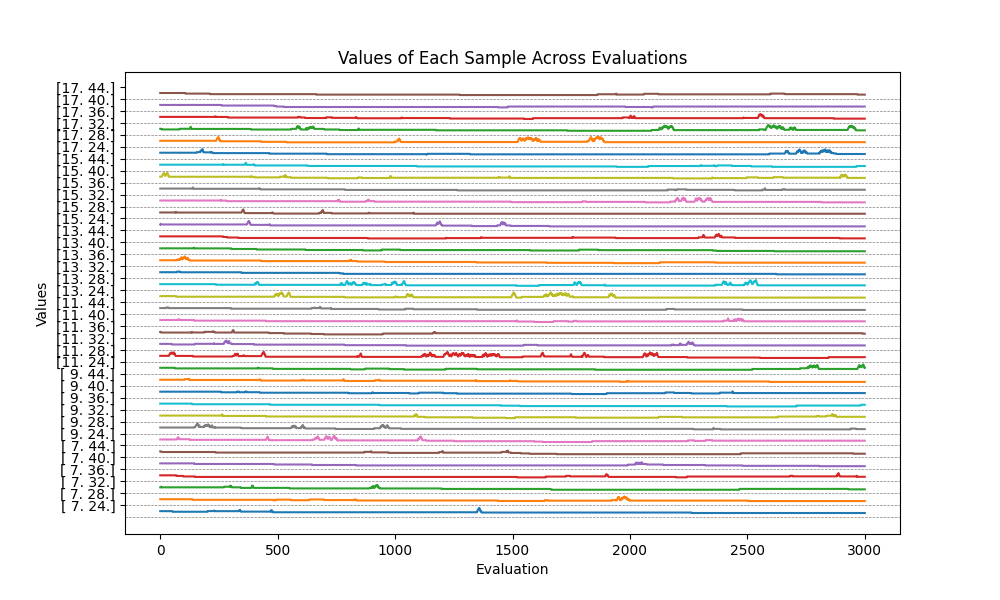 Values of Each Sample Across Evaluations
[17. 44.]
[17. 40.]
[17. 36.]
[17. 32.]
[17. 28.]
[17. 24.]
[15. 44.]
[15. 40.]
[15. 36.]
[15. 32.]
[15. 28.]
[15. 24.]
[13. 44.]
[13. 40.]
[13. 36.]
[13. 32.]
[13. 28.]
[13. 24.]
[11. 44.]
[11. 40.]
[11. 36.]
[11. 32.]
[11. 28.]
[11. 24.]
[ 9. 44.]
[ 9. 40.]
[ 9. 36.]
[ 9. 32.]
[ 9. 28.]
[ 9. 24.]
[ 7. 44.]
[ 7. 40.]
[ 7. 36.]
[ 7. 32.]
[ 7. 28.]
[ 7. 24.]
Values
0 500 1000 1500 2000 2500 3000
Evaluation